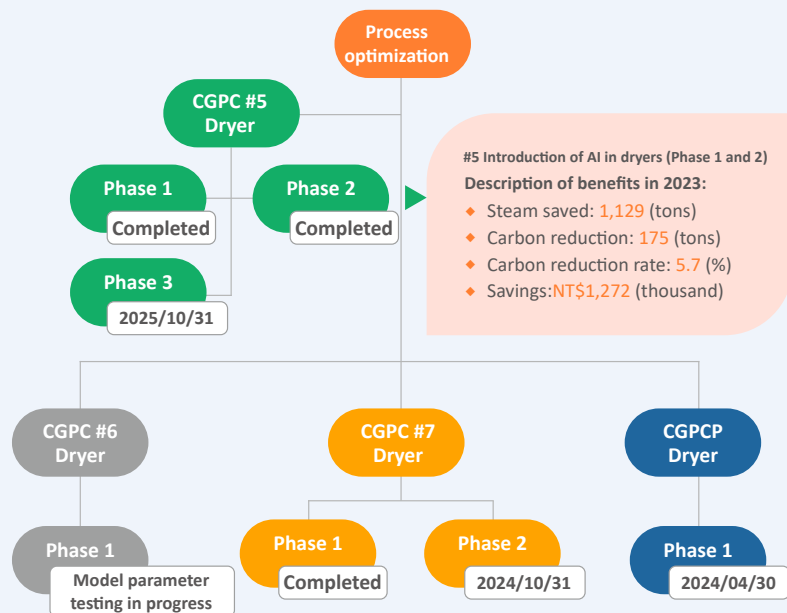 Process
optimization
CGPC #5
Dryer
Phase 1
Completed
Phase 2
Completed
Phase 3
2025/10/31
#5 Introduction of AI in dryers (Phase 1 and 2)
Description of benefits in 2023:
Steam saved: 1,129 (tons)
Carbon reduction: 175 (tons)
Carbon reduction rate: 5.7 (%)
Savings:NT$1,272 (thousand)
CGPC #6
Dryer
Phase 1
Model parameter
testing in progress
CGPC #7
Dryer
Phase 1
Completed
Phase 2
2024/10/31
CGPCP
Dryer
Phase 1
2024/04/30